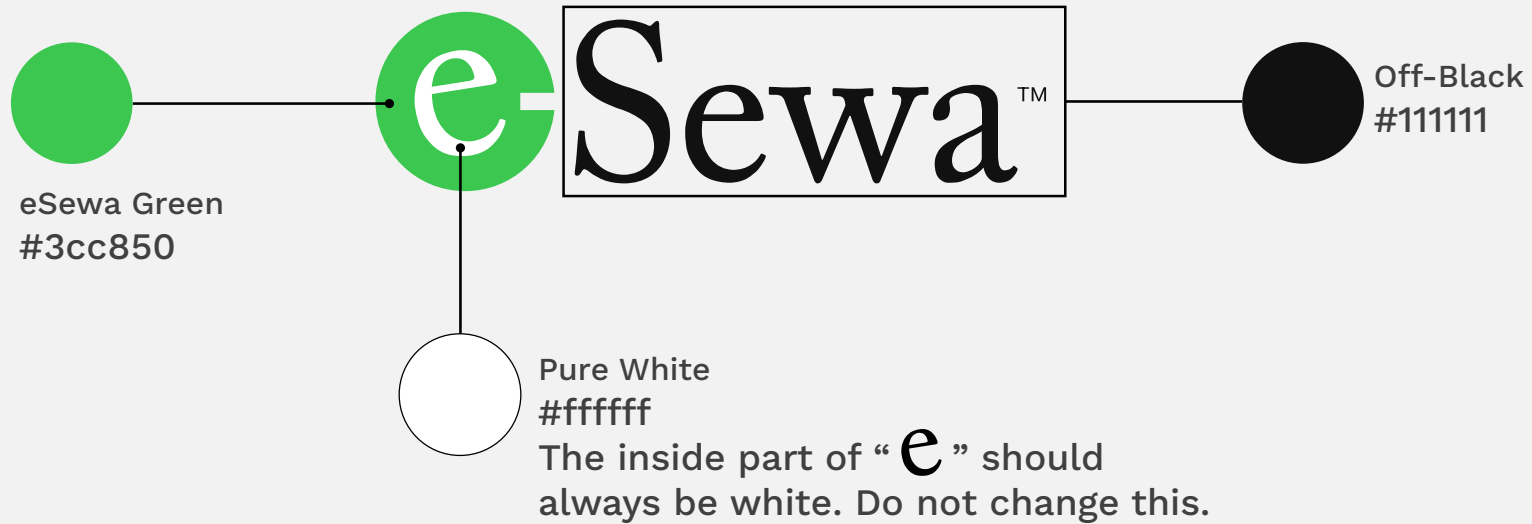 e-Sewa™
Off-Black
#111111
eSewa Green
#3cc850
Pure White
#ffffff
The inside part of “e” should
always be white. Do not change this.